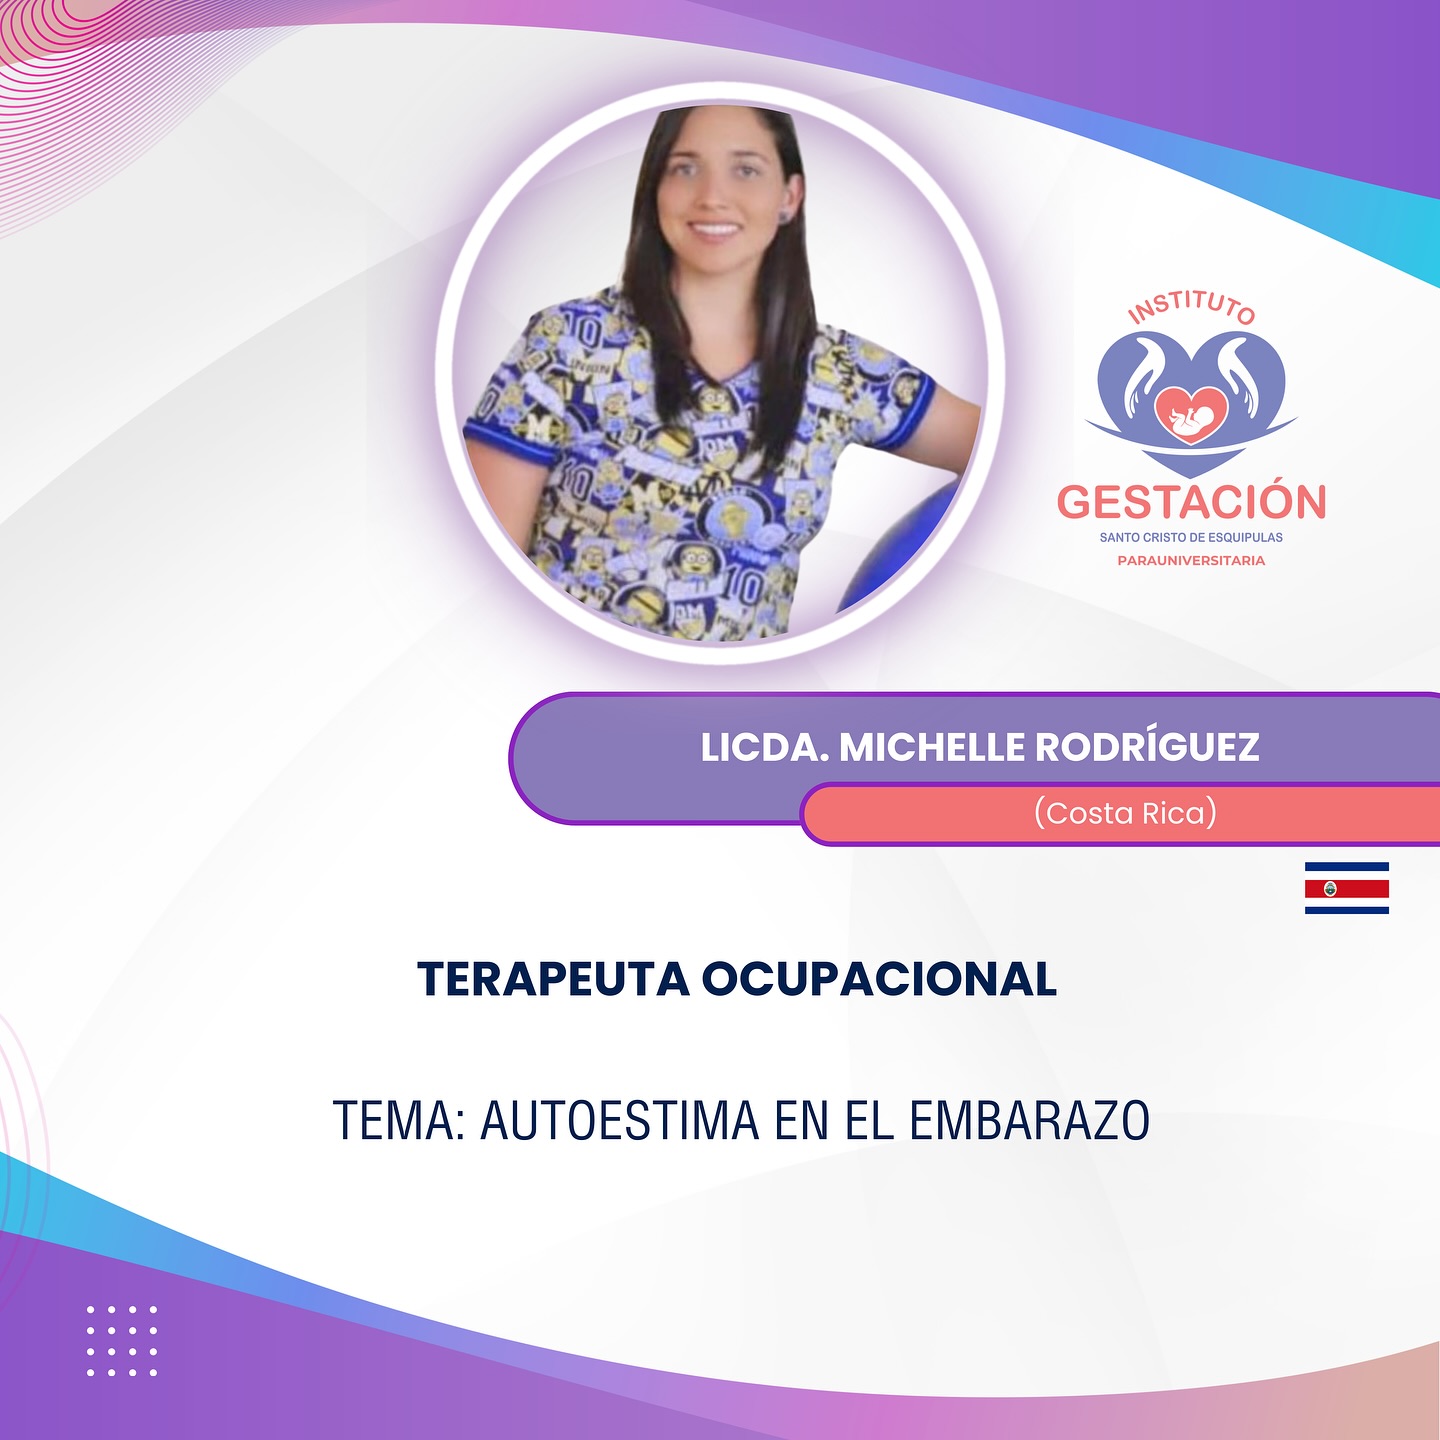 INSTITUTO
GESTACIÓN
SANTO CRISTO DE ESQUIPULAS
PARAUNIVERSITARIA
LICDA. MICHELLE RODRÍGUEZ
(Costa Rica)
TERAPEUTA OCUPACIONAL
TEMA: AUTOESTIMA EN EL EMBARAZO